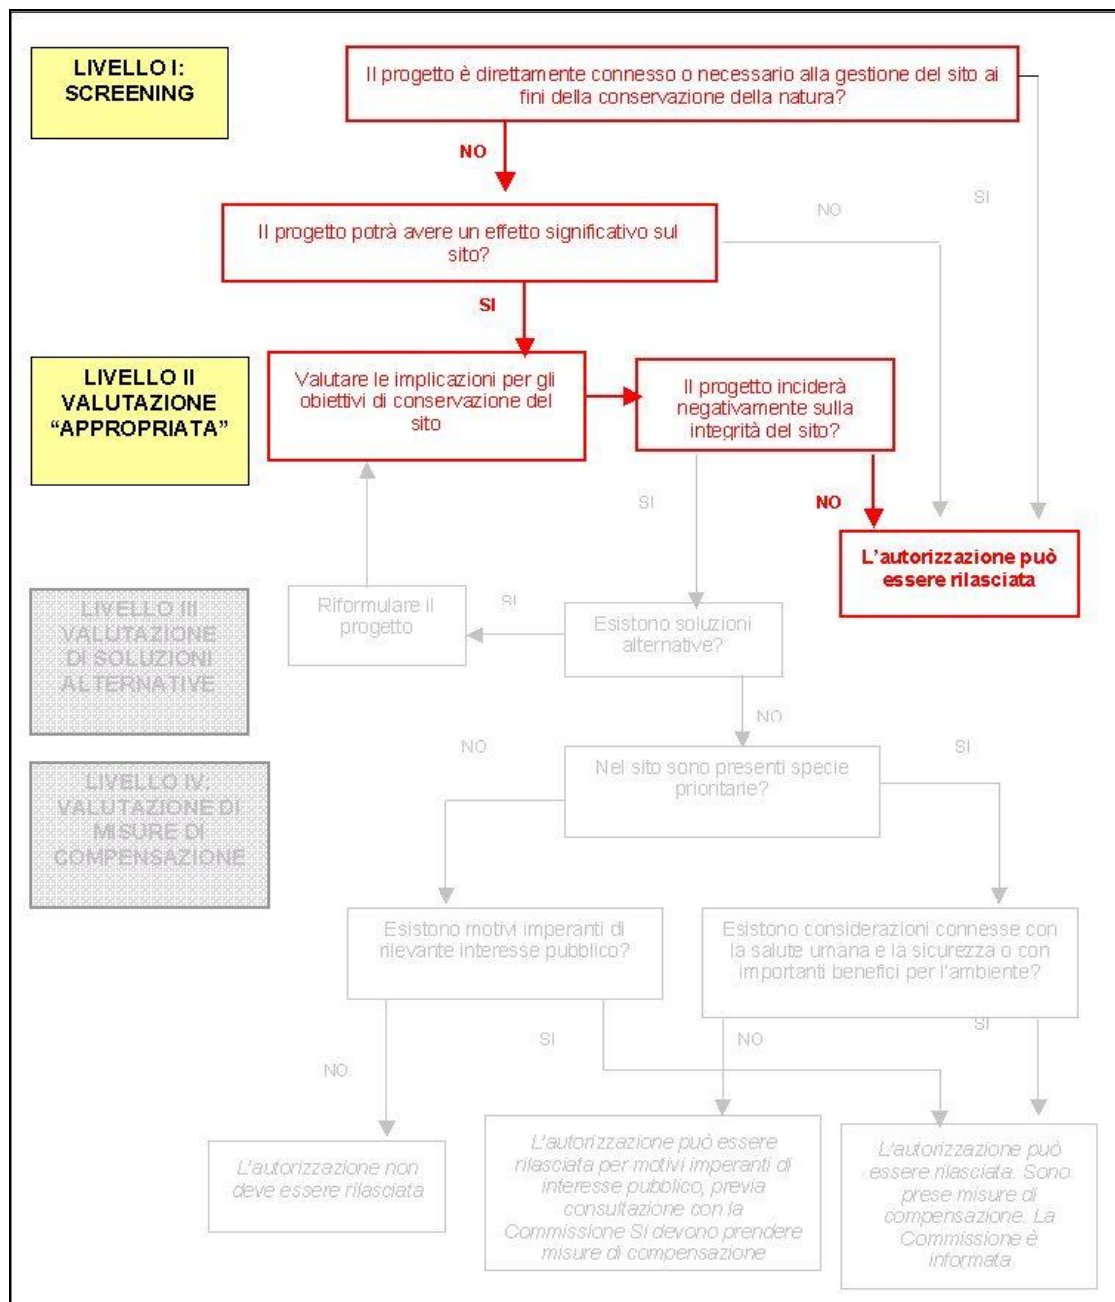 LIVELLO I:
SCREENING
Il progetto è direttamente connesso o necessario alla gestione del sito ai
fini della conservazione della natura?
NO
SI
NO
Il progetto potrà avere un effetto significativo sul
sito?
SI
LIVELLO II
VALUTAZIONE
“APPROPRIATA”
Valutare le implicazioni per gli
obiettivi di conservazione del
sito
Il progetto inciderà
negativamente sulla
integrità del sito?
SI
NO
L'autorizzazione può
essere rilasciata
LIVELLO III
VALUTAZIONE
DI SOLUZIONI
ALTERNATIVE
Riformulare il
progetto
SI
Esistono soluzioni
alternative?
NO
NO
SI
LIVELLO IV:
VALUTAZIONE DI
MISURE DI
COMPENSAZIONE
Nel sito sono presenti specie
prioritarie?
Esistono motivi imperanti di
rilevante interesse pubblico?
Esistono considerazioni connesse con
la salute umana e la sicurezza o con
importanti benefici per l'ambiente?
NO
SI
NO
SI
L'autorizzazione non
deve essere rilasciata
L'autorizzazione può essere
rilasciata per motivi imperanti di
interesse pubblico, previa
consultazione con la
Commissione Si devono prendere
misure di compensazione
L'autorizzazione può
essere rilasciata. Sono
prese misure di
compensazione. La
Commissione è
informata